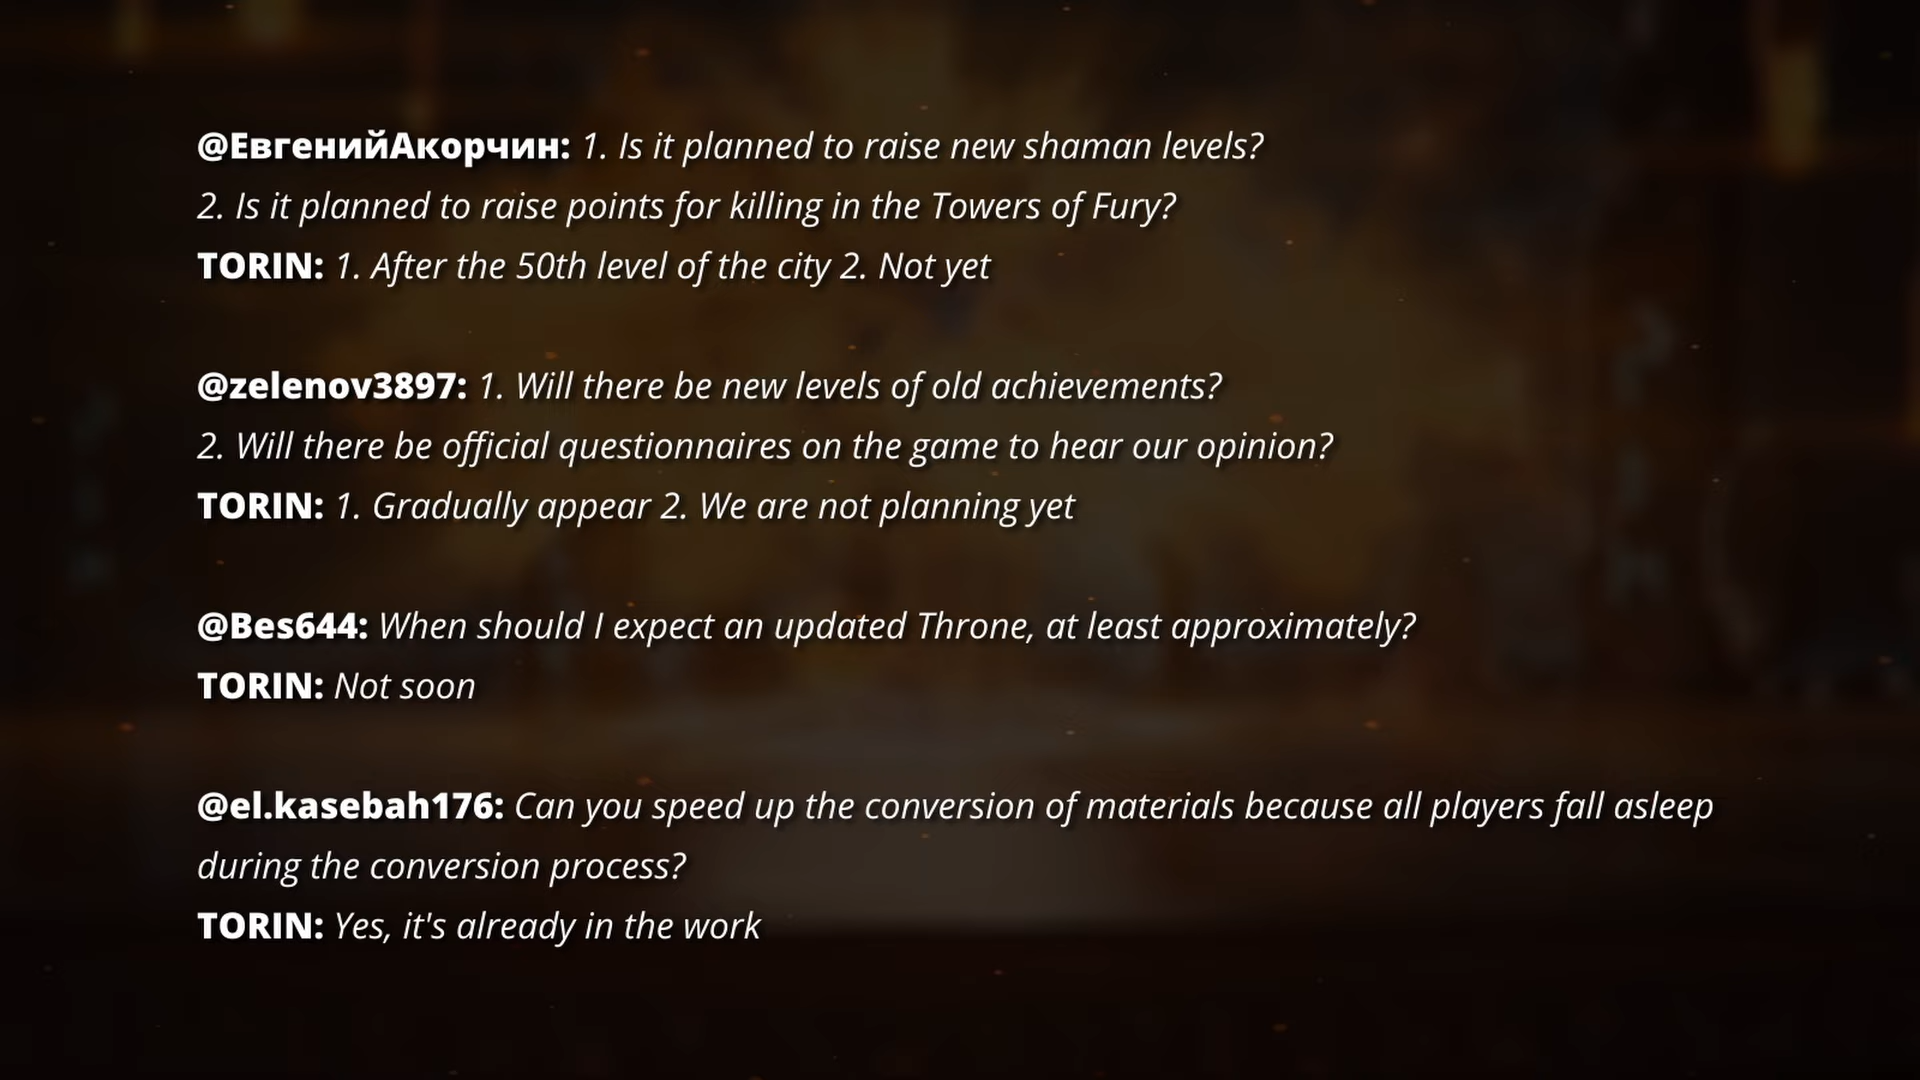 @ЕвгенийАкорчин: 1. Is it planned to raise new shaman levels?
2. Is it planned to raise points for killing in the Towers of Fury?
TORIN: 1. After the 50th level of the city 2. Not yet
@zelenov3897: 1. Will there be new levels of old achievements?
2. Will there be official questionnaires on the game to hear our opinion?
TORIN: 1. Gradually appear 2. We are not planning yet
@Bes644: When should I expect an updated Throne, at least approximately?
TORIN: Not soon
@el.kasebah176: Can you speed up the conversion of materials because all players fall asleep
during the conversion process?
TORIN: Yes, it's already in the work